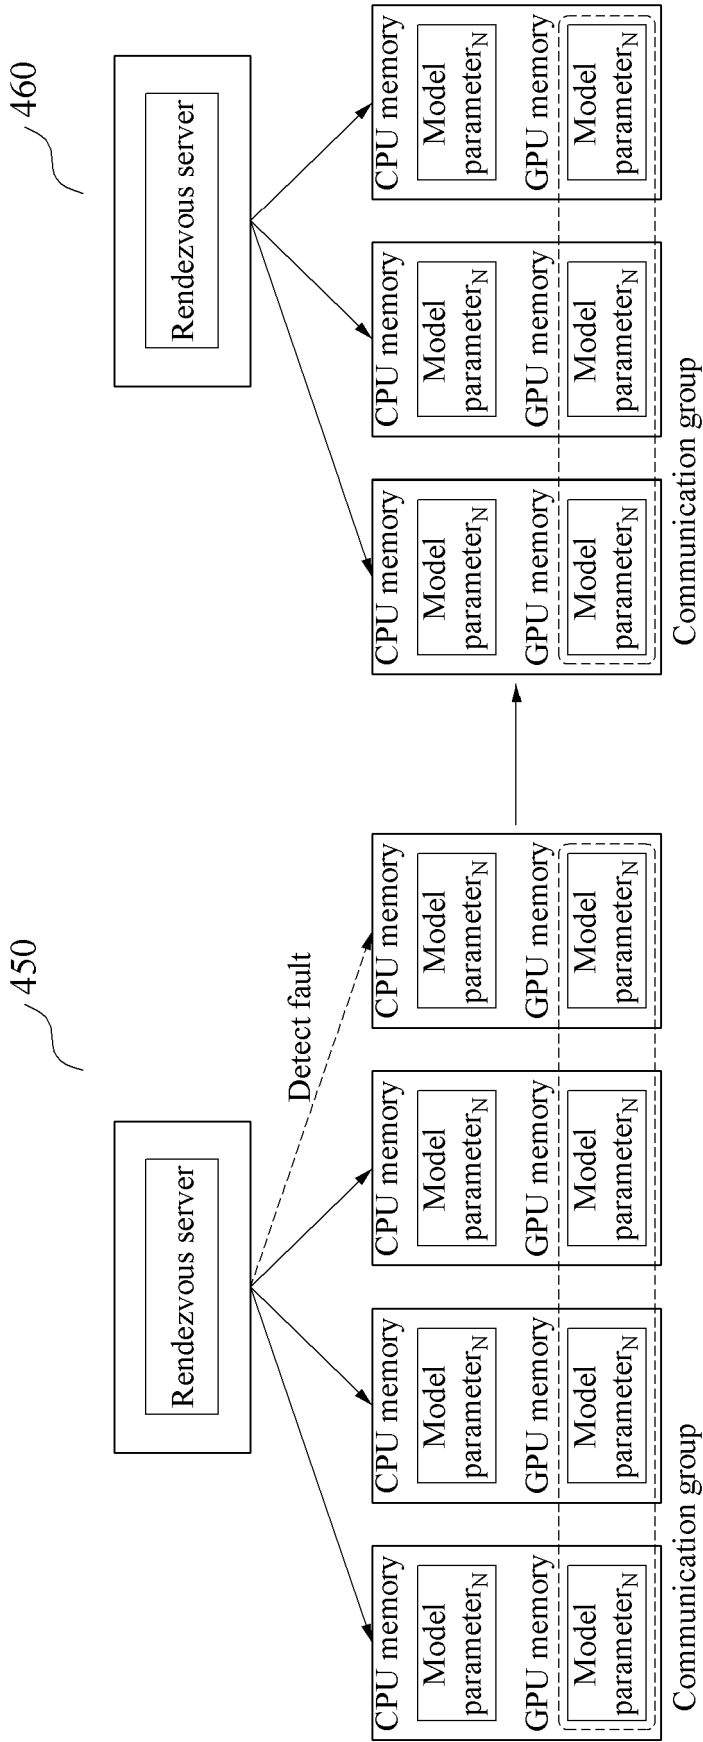 450
Rendezvous server
Detect fault
CPU memory
Model
parameterN
GPU memory
Model
parameterN
CPU memory
Model
parameterN
GPU memory
Model
parameterN
CPU memory
Model
parameterN
GPU memory
Model
parameterN
CPU memory
Model
parameterN
GPU memory
Model
parameterN
Communication group
460
Rendezvous server
CPU memory
Model
parameterN
GPU memory
Model
parameterN
CPU memory
Model
parameterN
GPU memory
Model
parameterN
CPU memory
Model
parameterN
GPU memory
Model
parameterN
Communication group